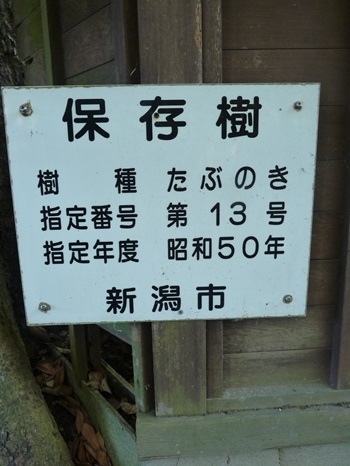 保存樹
樹種 たぶのき
指定番号 第13号
指定年度 昭和50年
新潟市